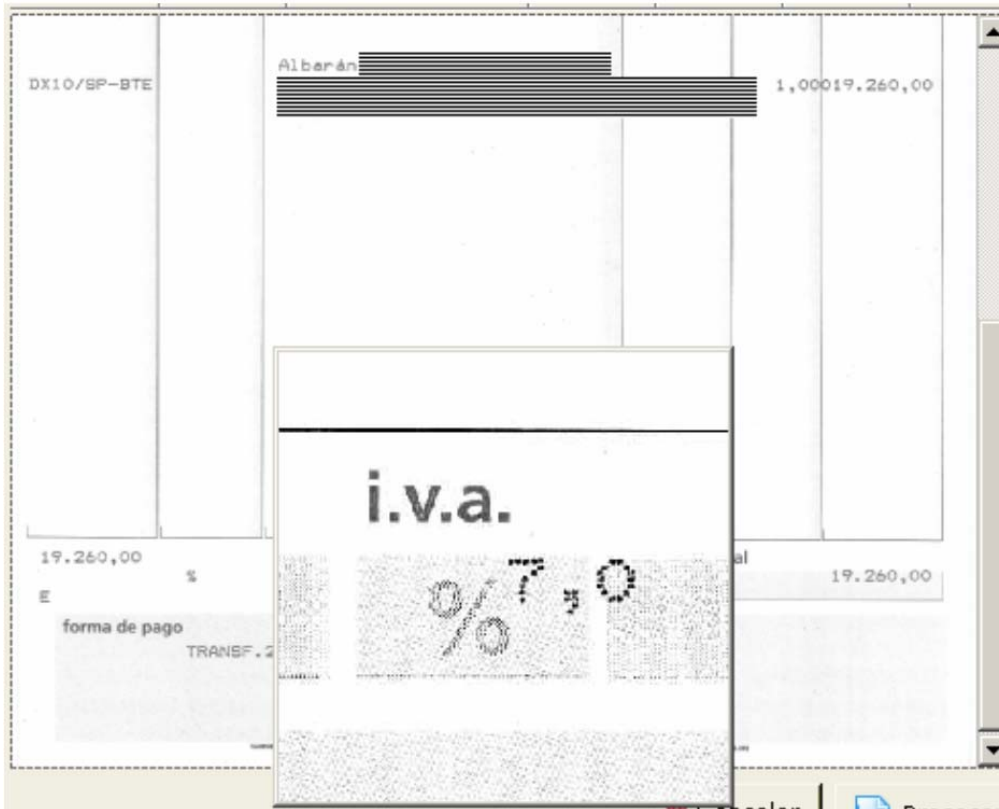 Albarán
DX10/SP-BTE 1,00019.260,00
i.v.a.
19.260,00
% 7,0
al
% 19.260,00
E
forma de pago
TRANSF.2